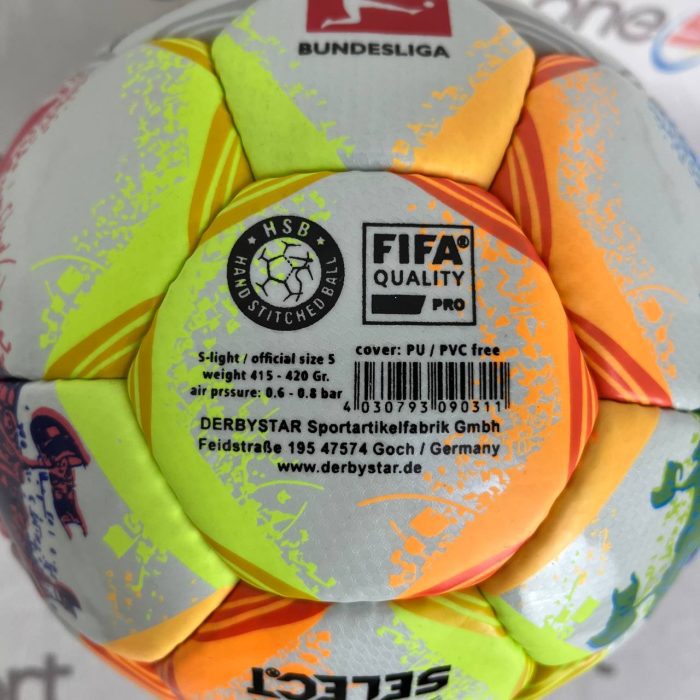 BUNDESLIGA
HSB
HAND STITCHED BALL
FIFA®
QUALITY
PRO
S-light / official size 5
weight 415 - 420 Gr.
air prssure: 0.6 - 0.8 bar
cover: PU / PVC free
4 030793 090311
DERBYSTAR Sportartikelfabrik GmbH
Feldstraße 195 47574 Goch / Germany
www.derbystar.de
SELECT